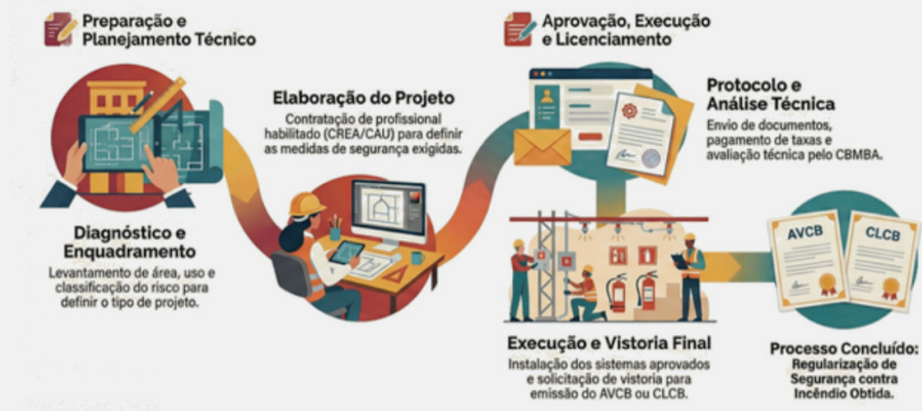 Preparação e
Planejamento Técnico
Diagnóstico e
Enquadramento
Levantamento de área, uso e
classificação do risco para
definir o tipo de projeto.
Elaboração do Projeto
Contratação de profissional
habilitado (CREA/CAU) para definir
as medidas de segurança exigidas.
Aprovação, Execução
e Licenciamento
Protocolo e
Análise Técnica
Envio de documentos,
pagamento de taxas e
avaliação técnica pelo CBMBA.
Execução e Vistoria Final
Instalação dos sistemas aprovados
e solicitação de vistoria para
emissão do AVCB ou CLCB.
AVCB
CLCB
Processo Concluído:
Regularização de
Segurança contra
Incêndio Obtida.